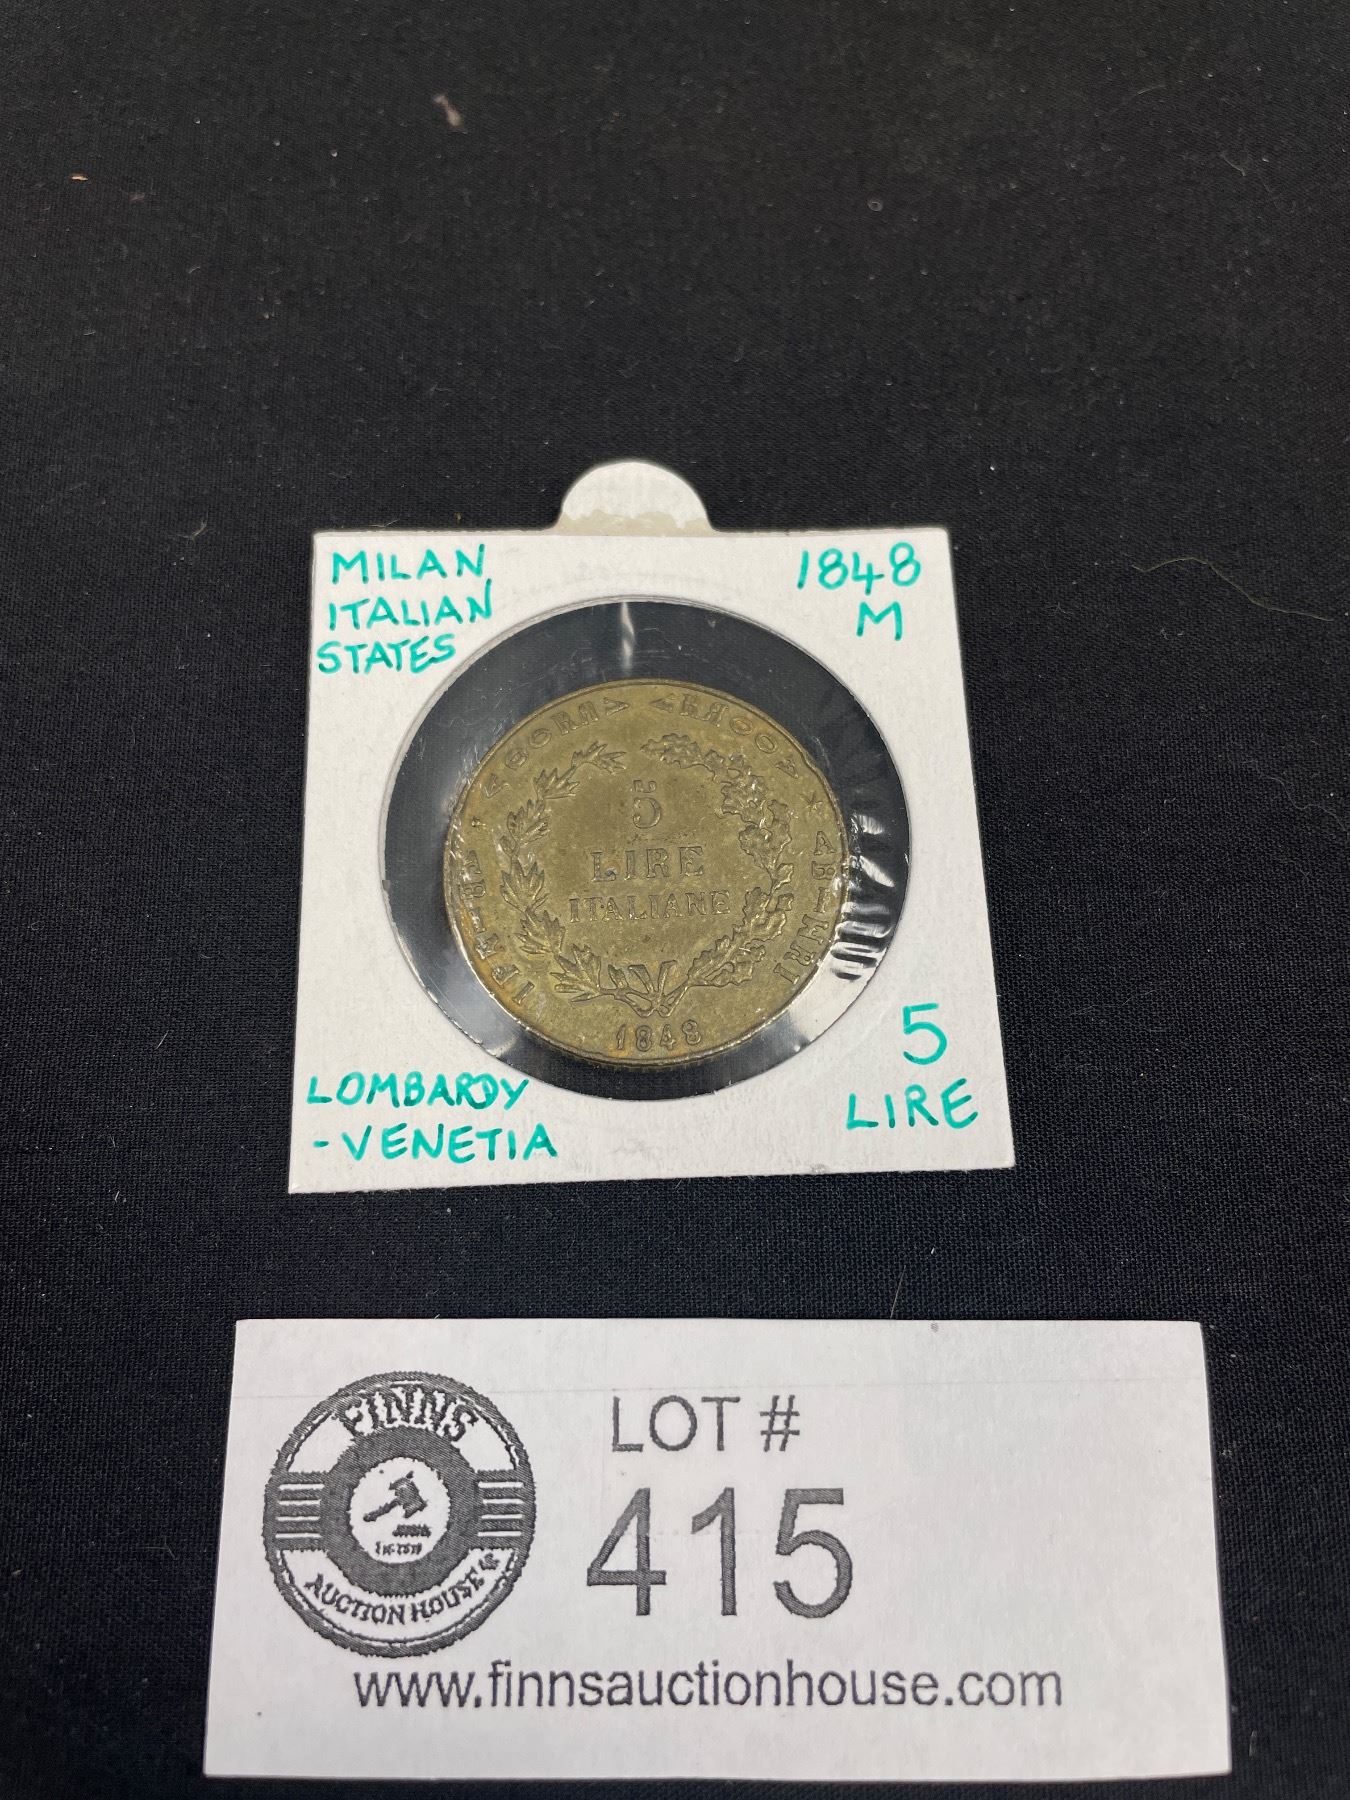 MILAN,
ITALIAN
STATES
1848
M
5
LIRE
ITALIANE
1848
LOMBARDY
- VENETIA
5
LIRE
FINNS
AUCTION HOUSE
LOT #
415
www.finnsauctionhouse.com